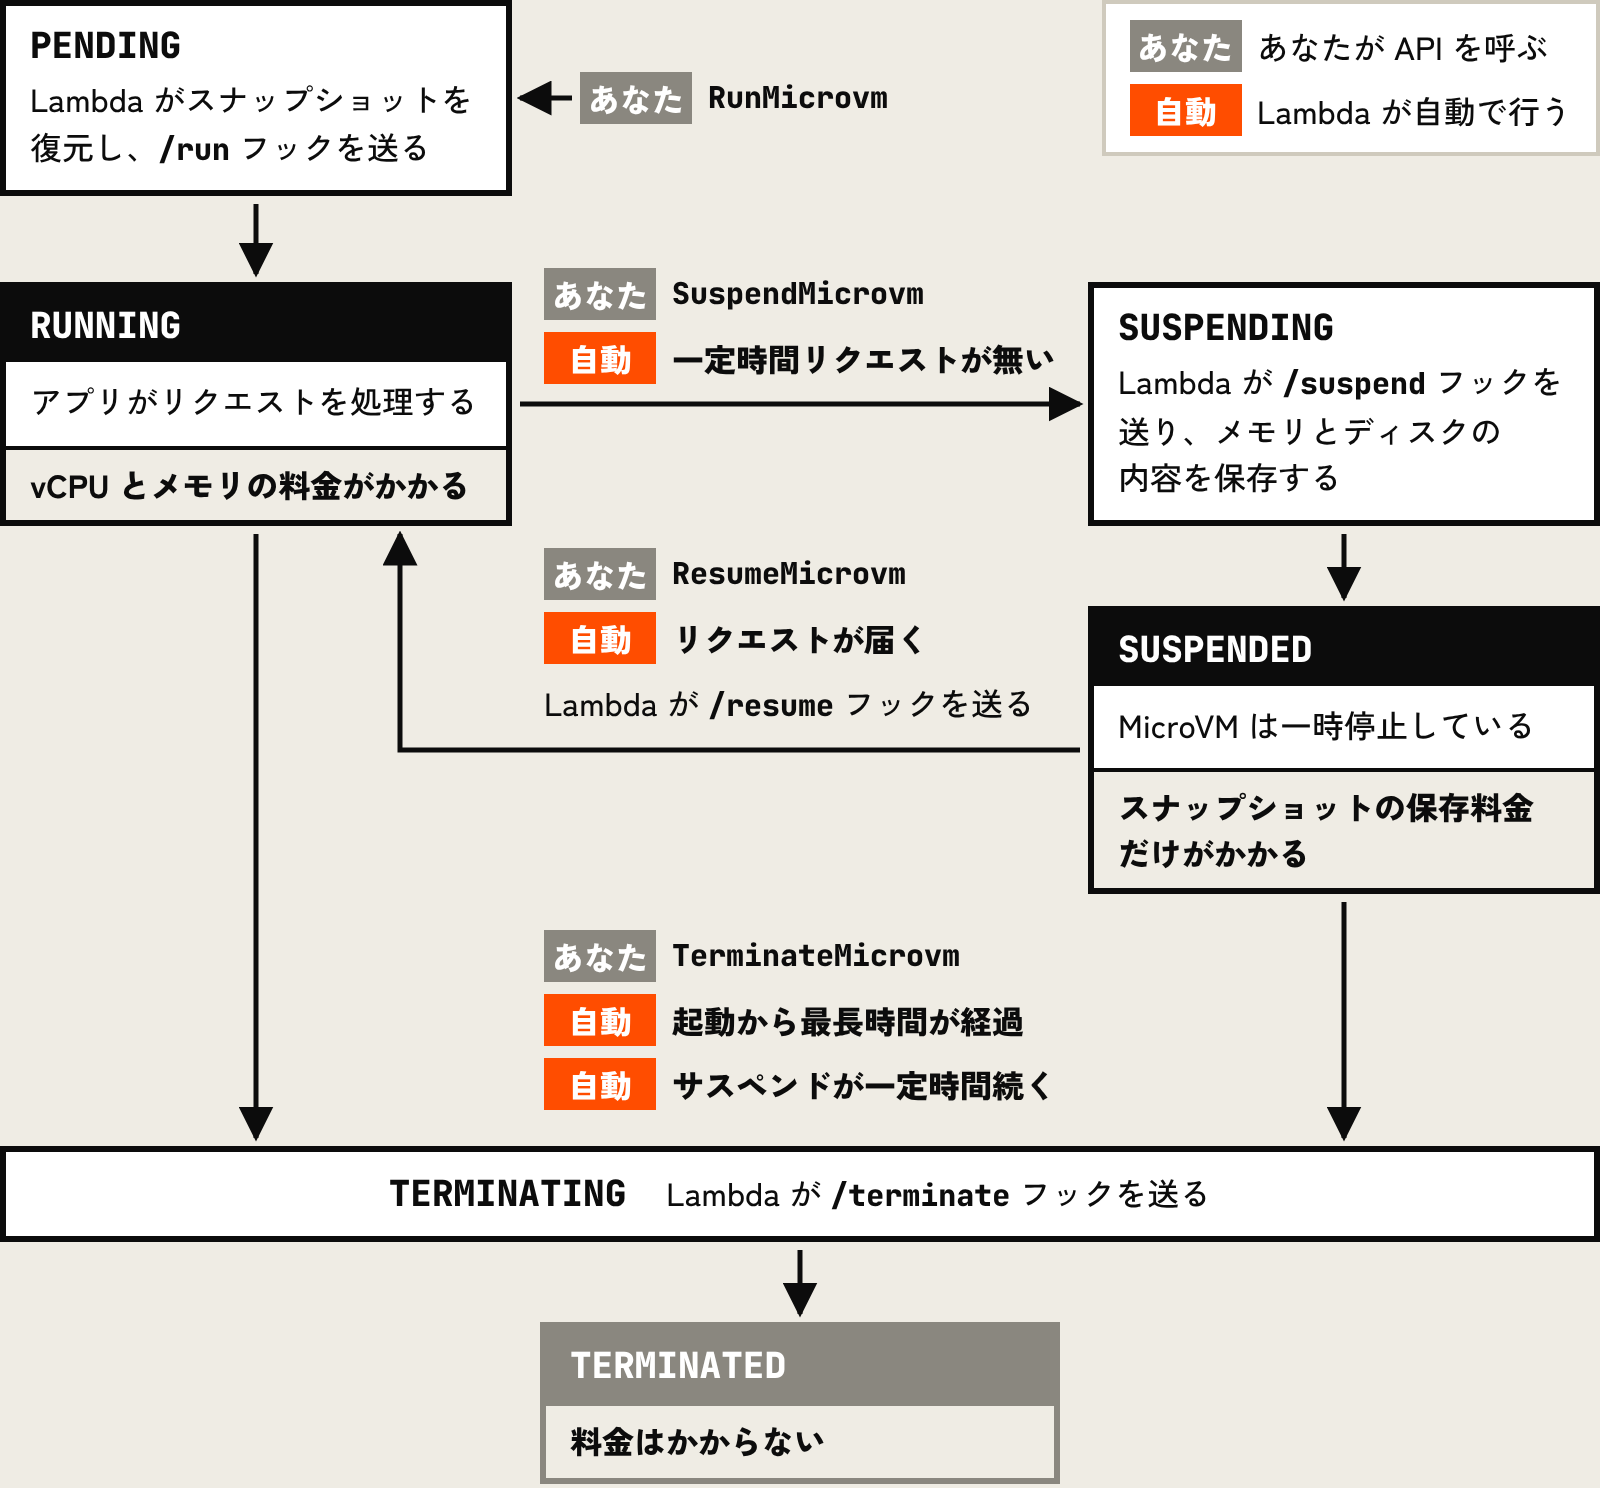 PENDING
Lambda がスナップショットを
復元し、/run フックを送る
あなた RunMicrovm
あなた あなたが API を呼ぶ
自動 Lambda が自動で行う
RUNNING
アプリがリクエストを処理する
vCPU とメモリの料金がかかる
あなた SuspendMicrovm
自動 一定時間リクエストが無い
SUSPENDING
Lambda が /suspend フックを
送り、メモリとディスクの
内容を保存する
あなた ResumeMicrovm
自動 リクエストが届く
Lambda が /resume フックを送る
SUSPENDED
MicroVM は一時停止している
スナップショットの保存料金
だけがかかる
あなた TerminateMicrovm
自動 起動から最長時間が経過
自動 サスペンドが一定時間続く
TERMINATING Lambda が /terminate フックを送る
TERMINATED
料金はかからない